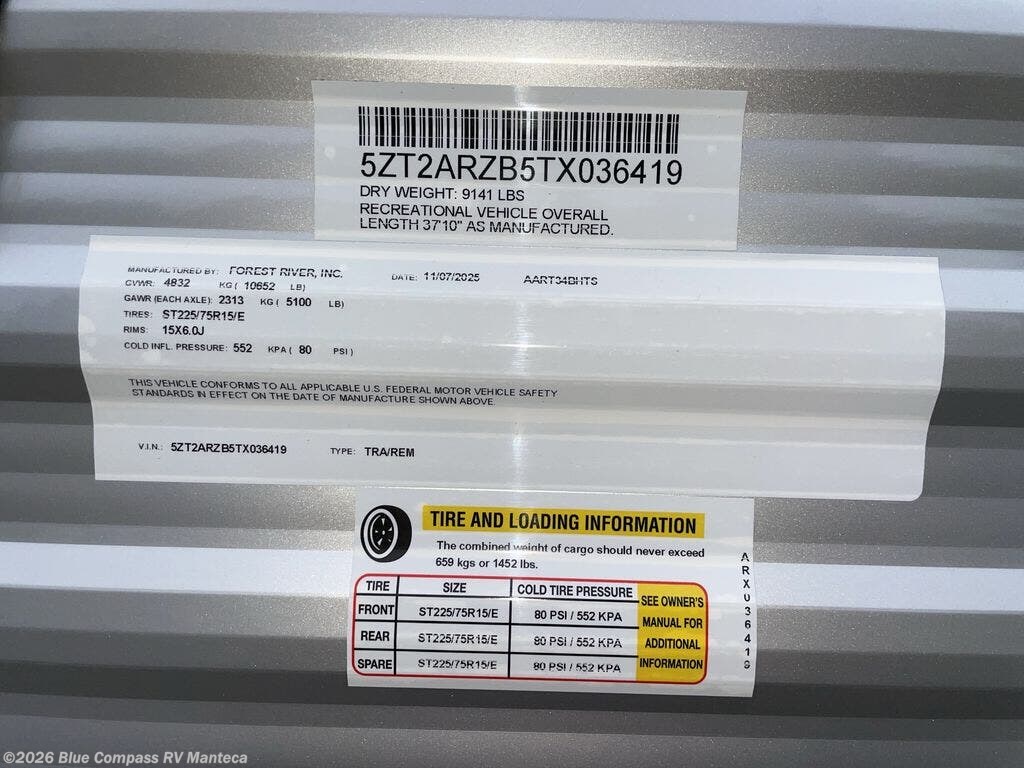 5ZT2ARZB5TX036419
DRY WEIGHT: 9141 LBS
RECREATIONAL VEHICLE OVERALL
LENGTH 37'10" AS MANUFACTURED.
MANUFACTURED BY: FOREST RIVER, INC. DATE: 11/07/2025 AART34BHTS
GVWR: 4832 KG ( 10652 LB)
GAWR (EACH AXLE): 2313 KG ( 5100 LB)
TIRES: ST225/75R15/E
RIMS: 15X6.0J
COLD INFL. PRESSURE: 552 KPA ( 80 PSI )
THIS VEHICLE CONFORMS TO ALL APPLICABLE U.S. FEDERAL MOTOR VEHICLE SAFETY
STANDARDS IN EFFECT ON THE DATE OF MANUFACTURE SHOWN ABOVE.
V.I.N.: 5ZT2ARZB5TX036419 TYPE: TRA/REM
TIRE AND LOADING INFORMATION
The combined weight of cargo should never exceed
659 kgs or 1452 lbs.
TIRE SIZE COLD TIRE PRESSURE
FRONT ST225/75R15/E 80 PSI / 552 KPA
REAR ST225/75R15/E 80 PSI / 552 KPA
SPARE ST225/75R15/E 80 PSI / 552 KPA
SEE OWNER'S
MANUAL FOR
ADDITIONAL
INFORMATION
ARX036419
©2026 Blue Compass RV Manteca